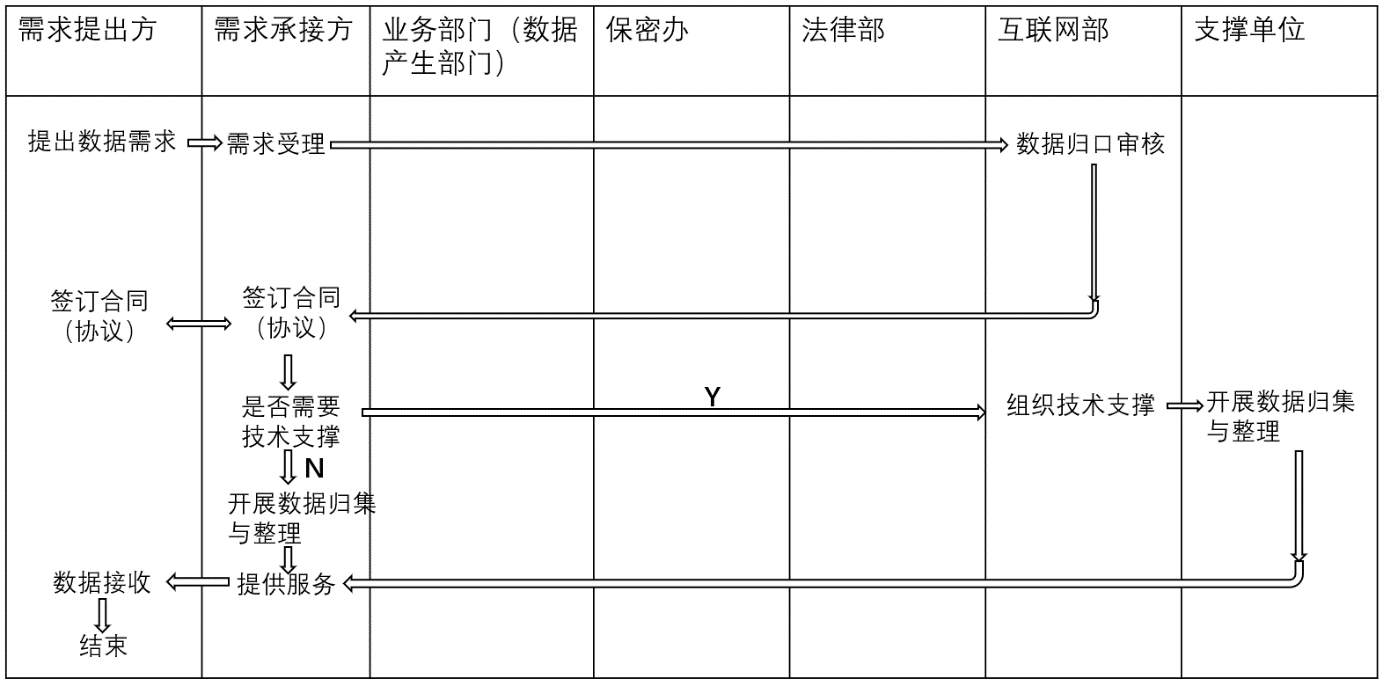 需求提出方
需求承接方
业务部门（数据
产生部门）
保密办
法律部
互联网部
支撑单位
提出数据需求
需求受理
数据归口审核
签订合同
（协议）
签订合同
（协议）
是否需要
技术支撑
Y
组织技术支撑
开展数据归集
与整理
N
开展数据归集
与整理
数据接收
提供服务
结束